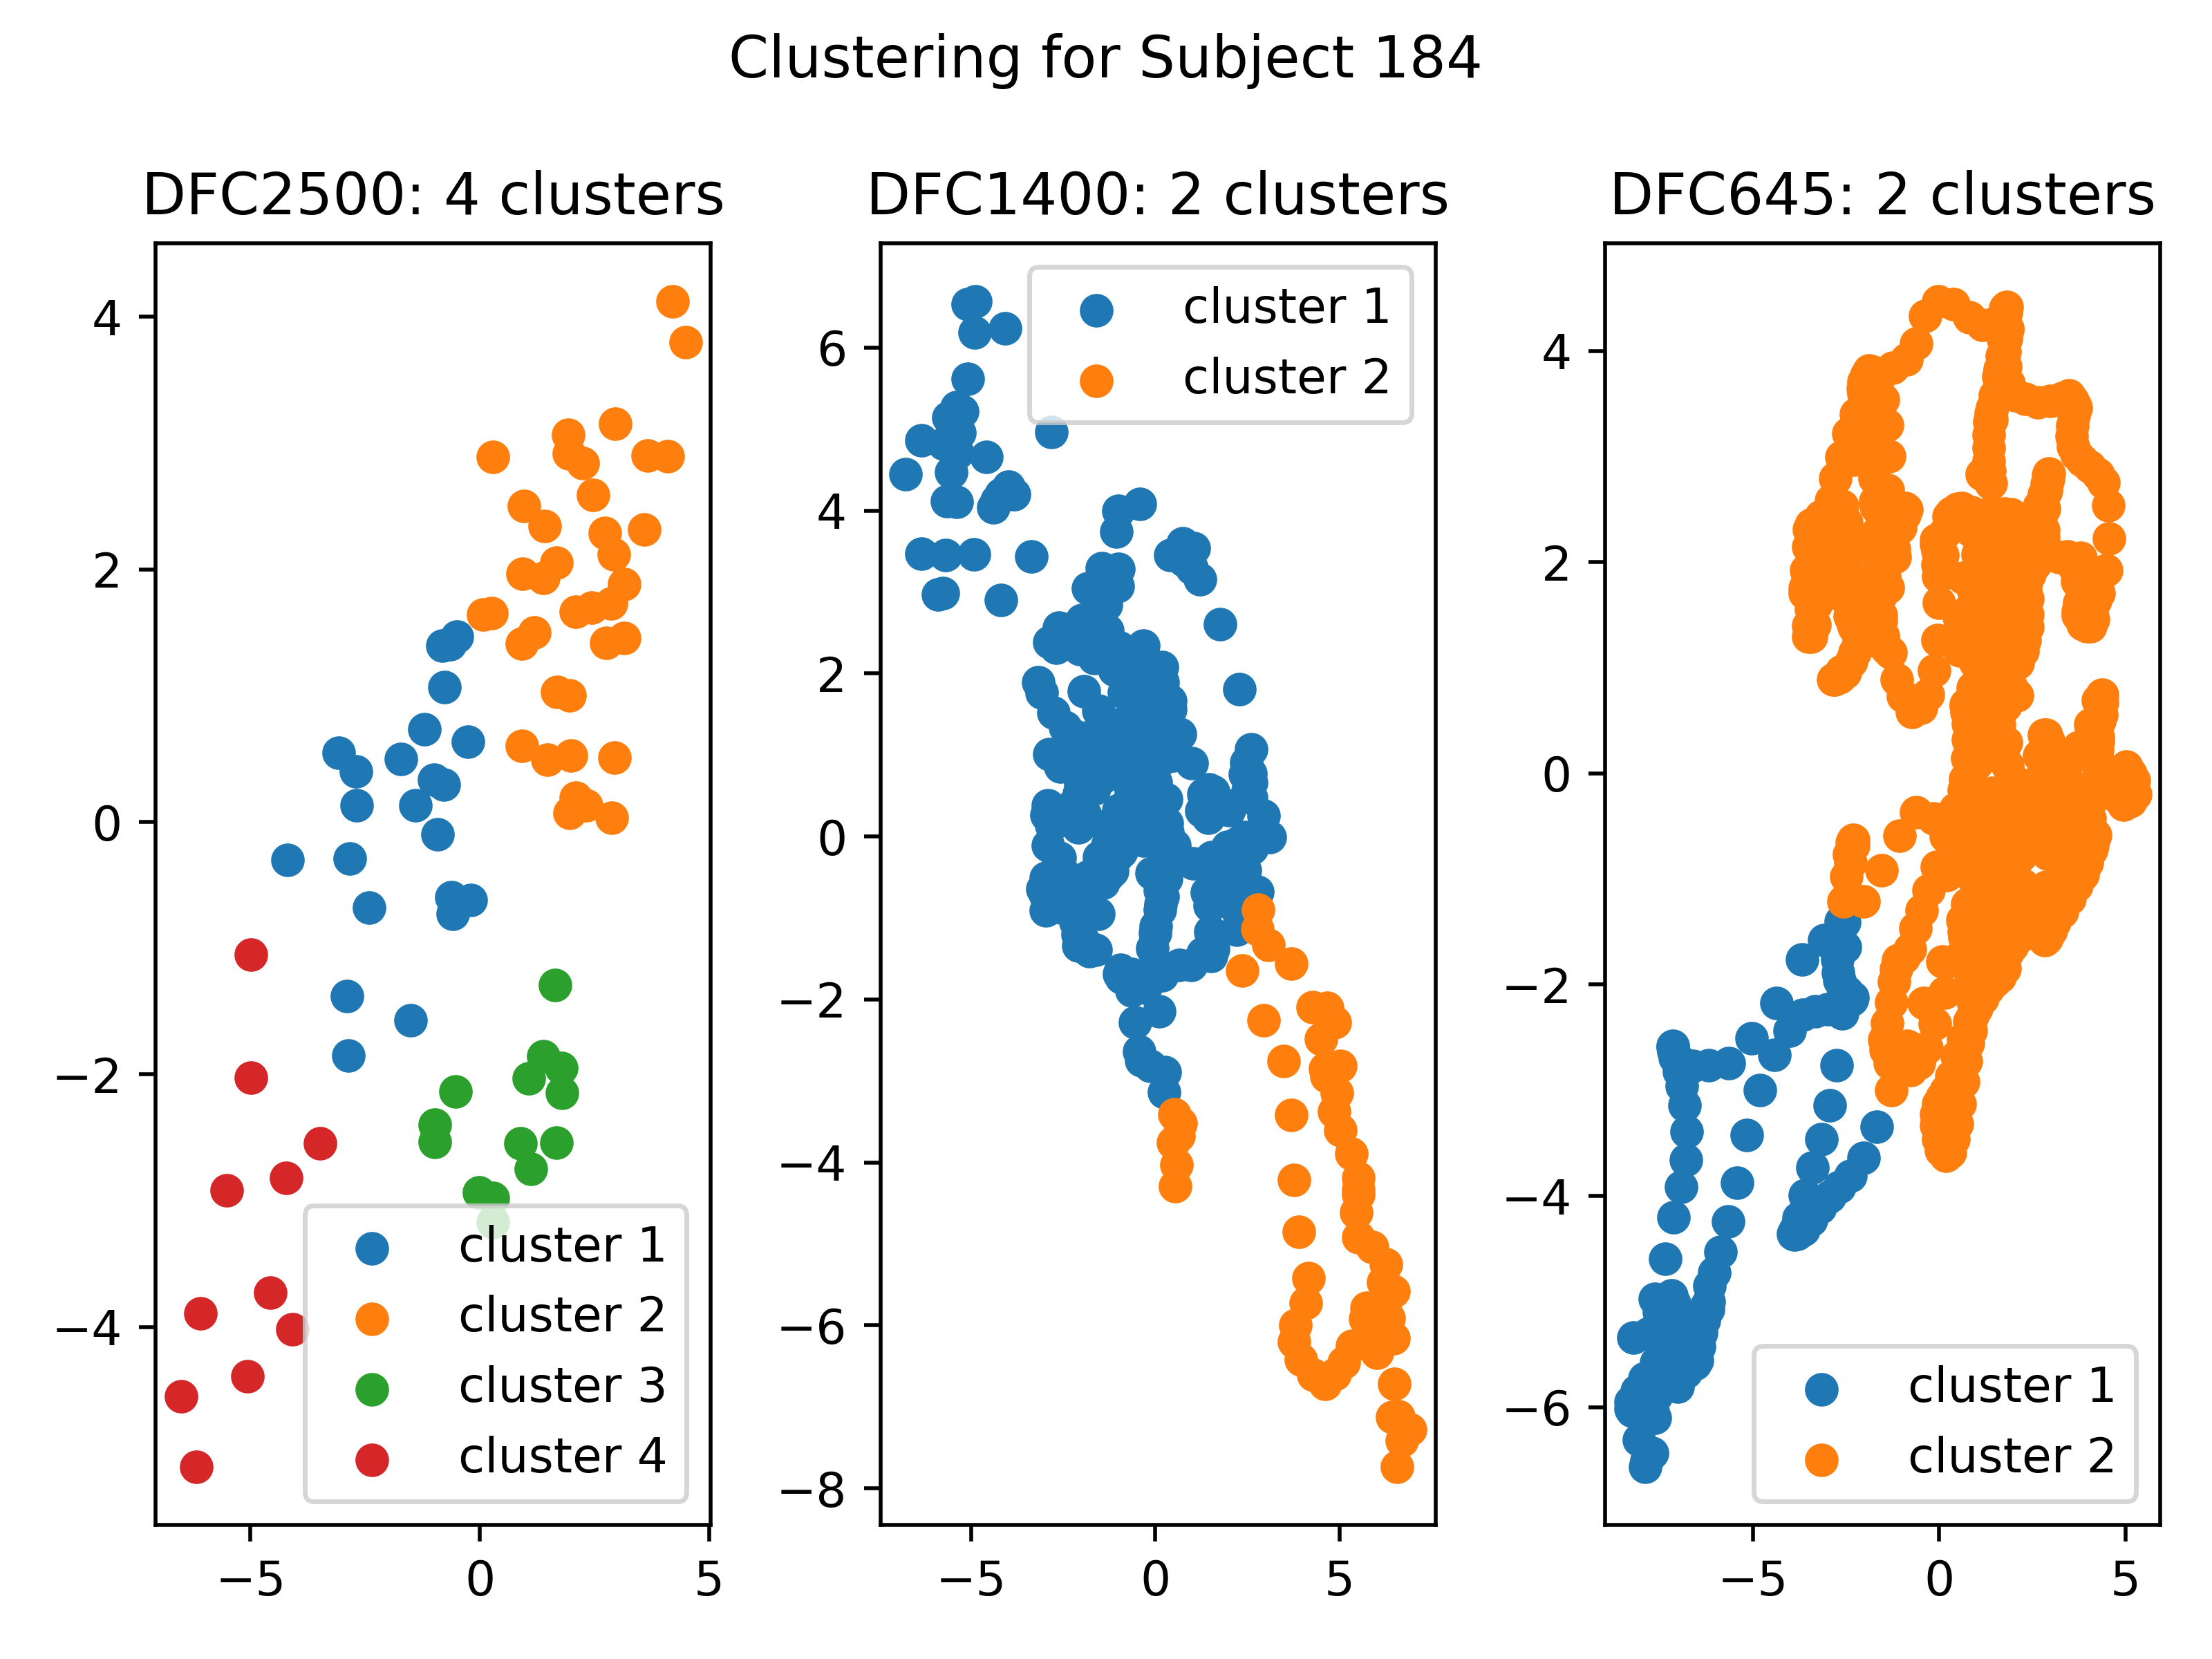 Clustering for Subject 184
DFC2500: 4 clusters
4
2
0
−2
−4
−5
0
5
cluster 1
cluster 2
cluster 3
cluster 4
DFC1400: 2 clusters
6
4
2
0
−2
−4
−6
−8
−5
0
5
cluster 1
cluster 2
DFC645: 2 clusters
4
2
0
−2
−4
−6
−5
0
5
cluster 1
cluster 2